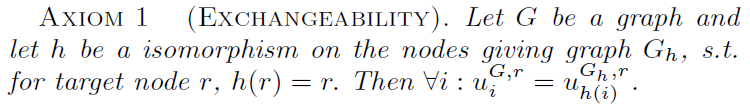 AXIOM 1 (EXCHANGEABILITY). Let G be a graph and
let h be a isomorphism on the nodes giving graph G_h, s.t.
for target node r, h(r) = r. Then ∀i : u_i^{G,r} = u_{h(i)}^{G_h,r}.